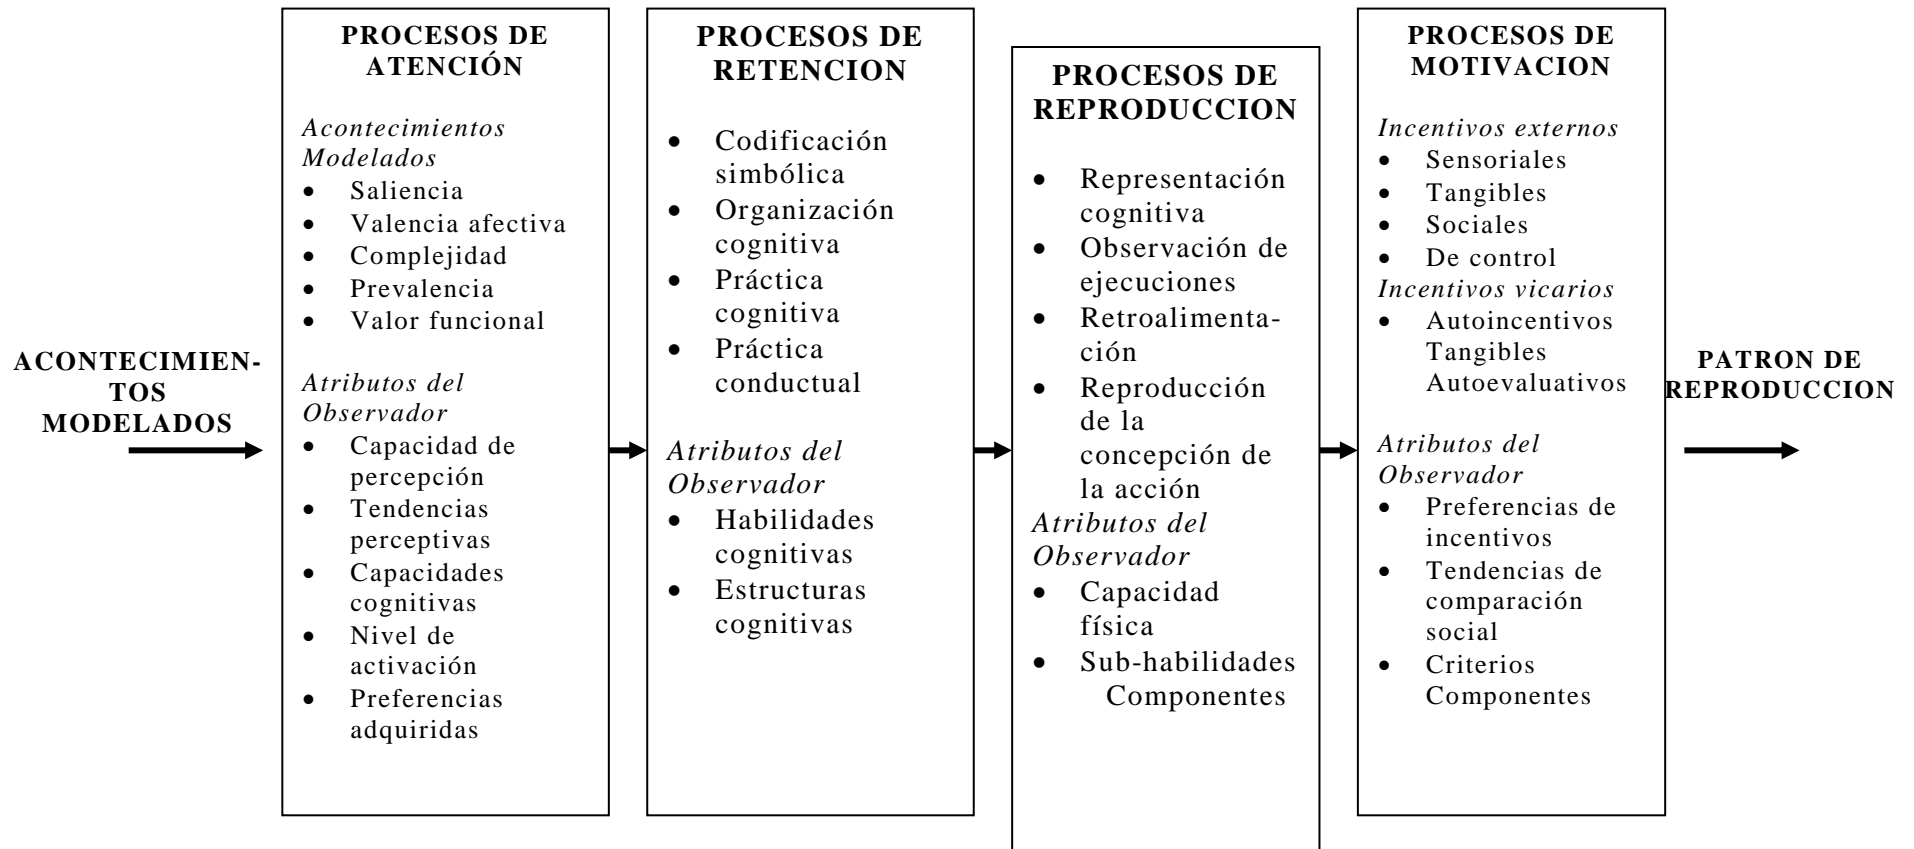 ACONTECIMIEN-
TOS
MODELADOS
PROCESOS DE
ATENCIÓN
Acontecimientos
Modelados
• Saliencia
• Valencia afectiva
• Complejidad
• Prevalencia
• Valor funcional
Atributos del
Observador
• Capacidad de
percepción
• Tendencias
perceptivas
• Capacidades
cognitivas
• Nivel de
activación
• Preferencias
adquiridas
PROCESOS DE
RETENCION
• Codificación
simbólica
• Organización
cognitiva
• Práctica
cognitiva
• Práctica
conductual
Atributos del
Observador
• Habilidades
cognitivas
• Estructuras
cognitivas
PROCESOS DE
REPRODUCCION
• Representación
cognitiva
• Observación de
ejecuciones
• Retroalimenta-
ción
• Reproducción
de la
concepción de
la acción
Atributos del
Observador
• Capacidad
física
• Sub-habilidades
Componentes
PROCESOS DE
MOTIVACION
Incentivos externos
• Sensoriales
• Tangibles
• Sociales
• De control
Incentivos vicarios
• Autoincentivos
Tangibles
Autoevaluativos
Atributos del
Observador
• Preferencias de
incentivos
• Tendencias de
comparación
social
• Criterios
Componentes
PATRON DE
REPRODUCCION